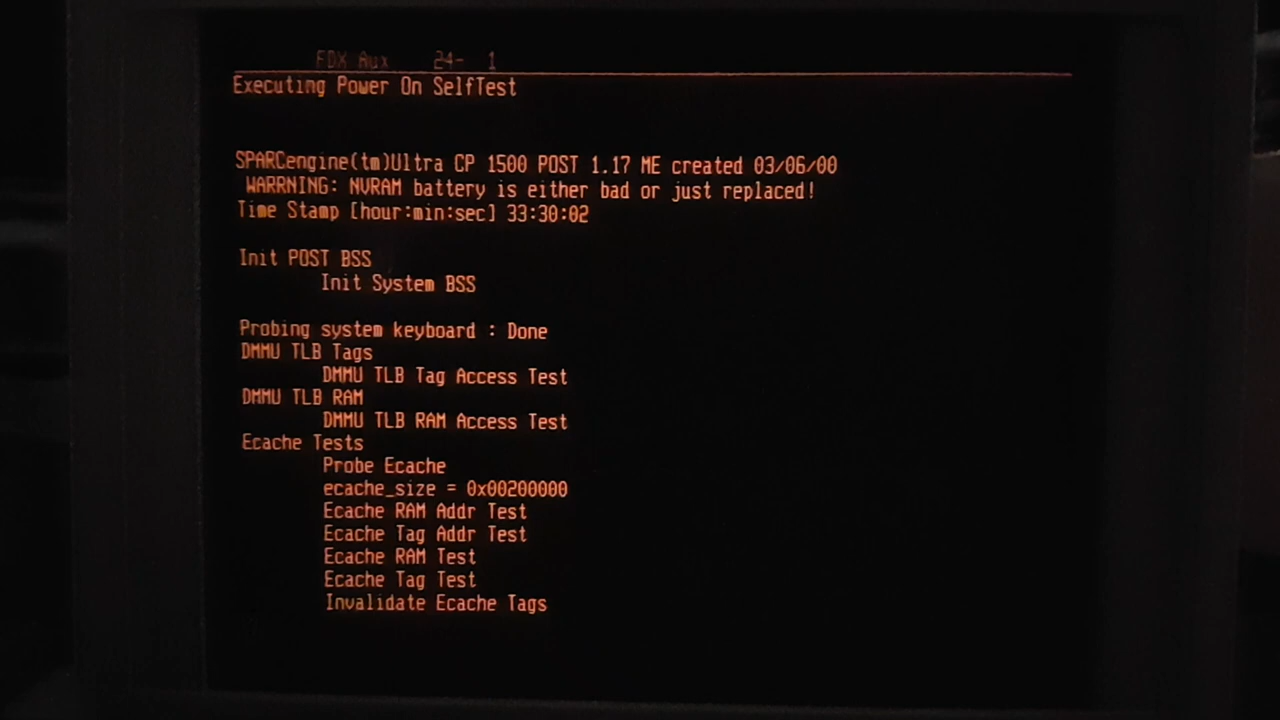 FDX Aux 24- 1
Executing Power On SelfTest
SPARCengine(tm)Ultra CP 1500 POST 1.17 ME created 03/06/00
WARRNING: NVRAM battery is either bad or just replaced!
Time Stamp [hour:min:sec] 33:30:02
Init POST BSS
Init System BSS
Probing system keyboard : Done
DMMU TLB Tags
DMMU TLB Tag Access Test
DMMU TLB RAM
DMMU TLB RAM Access Test
Ecache Tests
Probe Ecache
ecache_size = 0x00200000
Ecache RAM Addr Test
Ecache Tag Addr Test
Ecache RAM Test
Ecache Tag Test
Invalidate Ecache Tags